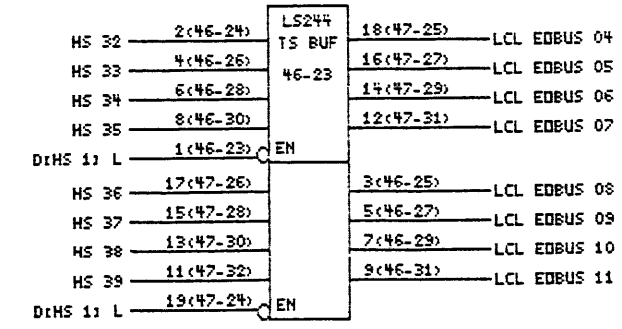 LS244
HS 32 2(46-24) TS BUF 18(47-25) LCL EDBUS 04
HS 33 4(46-26) 46-23 16(47-27) LCL EDBUS 05
HS 34 6(46-28) 14(47-29) LCL EDBUS 06
HS 35 8(46-30) 12(47-31) LCL EDBUS 07
D[HS 1] L 1(46-23) EN
HS 36 17(47-26) 3(46-25) LCL EDBUS 08
HS 37 15(47-28) 5(46-27) LCL EDBUS 09
HS 38 13(47-30) 7(46-29) LCL EDBUS 10
HS 39 11(47-32) 9(46-31) LCL EDBUS 11
D[HS 1] L 19(47-24) EN